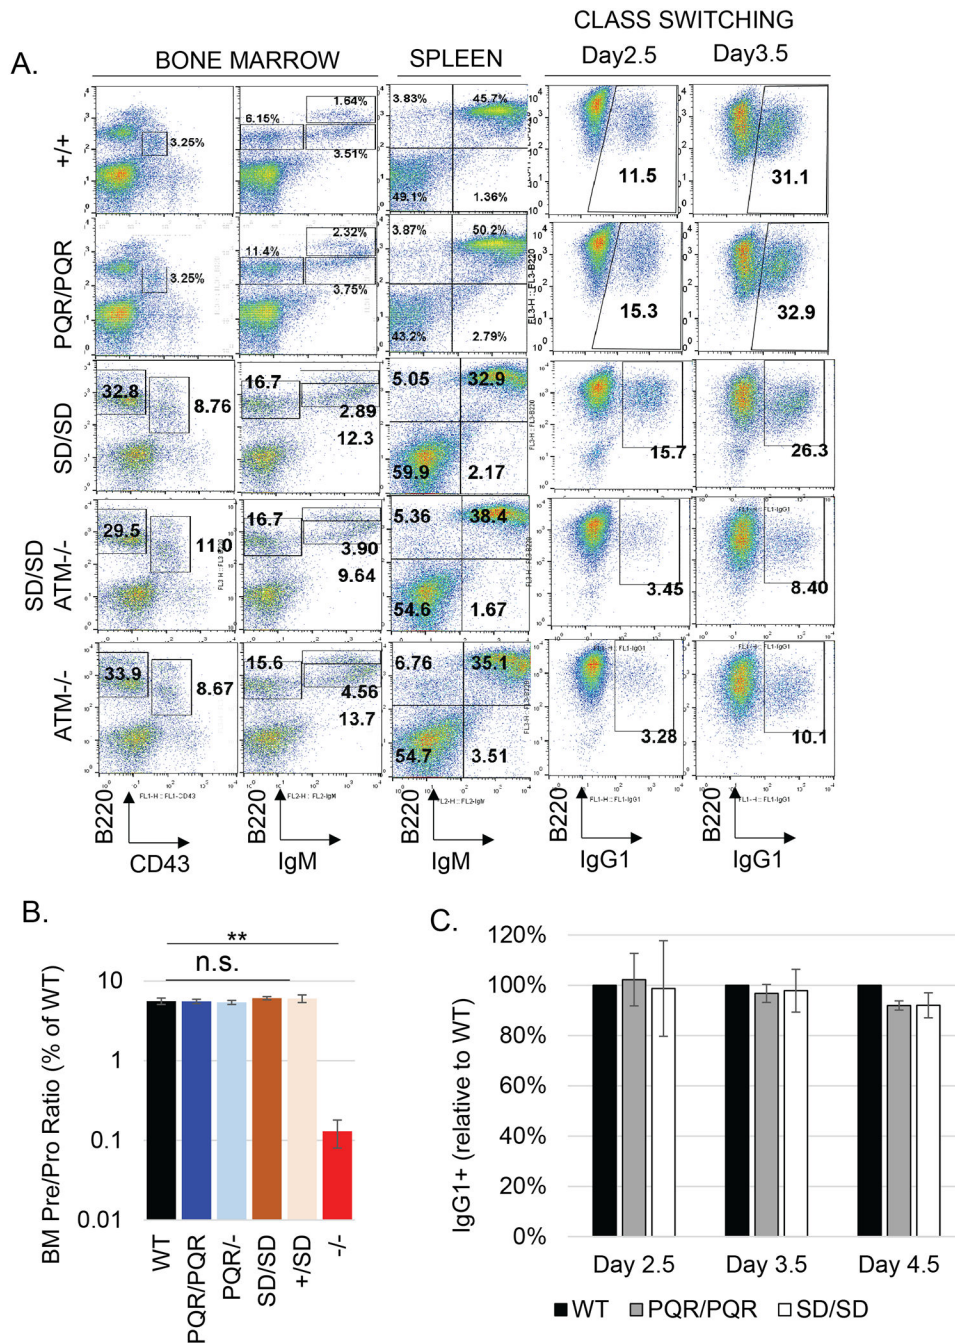 A.
BONE MARROW
SPLEEN
CLASS SWITCHING
Day2.5
Day3.5
+/+
3.25%
6.15%
1.64%
3.51%
3.83%
45.7%
49.1%
1.36%
11.5
31.1
PQR/PQR
3.25%
11.4%
2.32%
3.75%
3.87%
50.2%
43.2%
2.79%
15.3
32.9
SD/SD
32.8
8.76
16.7
2.89
12.3
5.05
32.9
59.9
2.17
15.7
26.3
SD/SD
ATM-/-
29.5
11.0
16.7
3.90
9.64
5.36
38.4
54.6
1.67
3.45
8.40
ATM-/-
33.9
8.67
15.6
4.56
13.7
6.76
35.1
54.7
3.51
3.28
10.1
FL1-H :: FL1-CD43
FL2-H :: FL2-IgM
FL1-H :: FL1-IgG1
B220
CD43
B220
IgM
B220
IgM
B220
IgG1
B220
IgG1
B.
**
n.s.
BM Pre/Pro Ratio (% of WT)
10
1
0.1
0.01
WT
PQR/PQR
PQR/-
SD/SD
+/SD
-/-
C.
IgG1+ (relative to WT)
120%
100%
80%
60%
40%
20%
0%
Day 2.5
Day 3.5
Day 4.5
WT
PQR/PQR
SD/SD